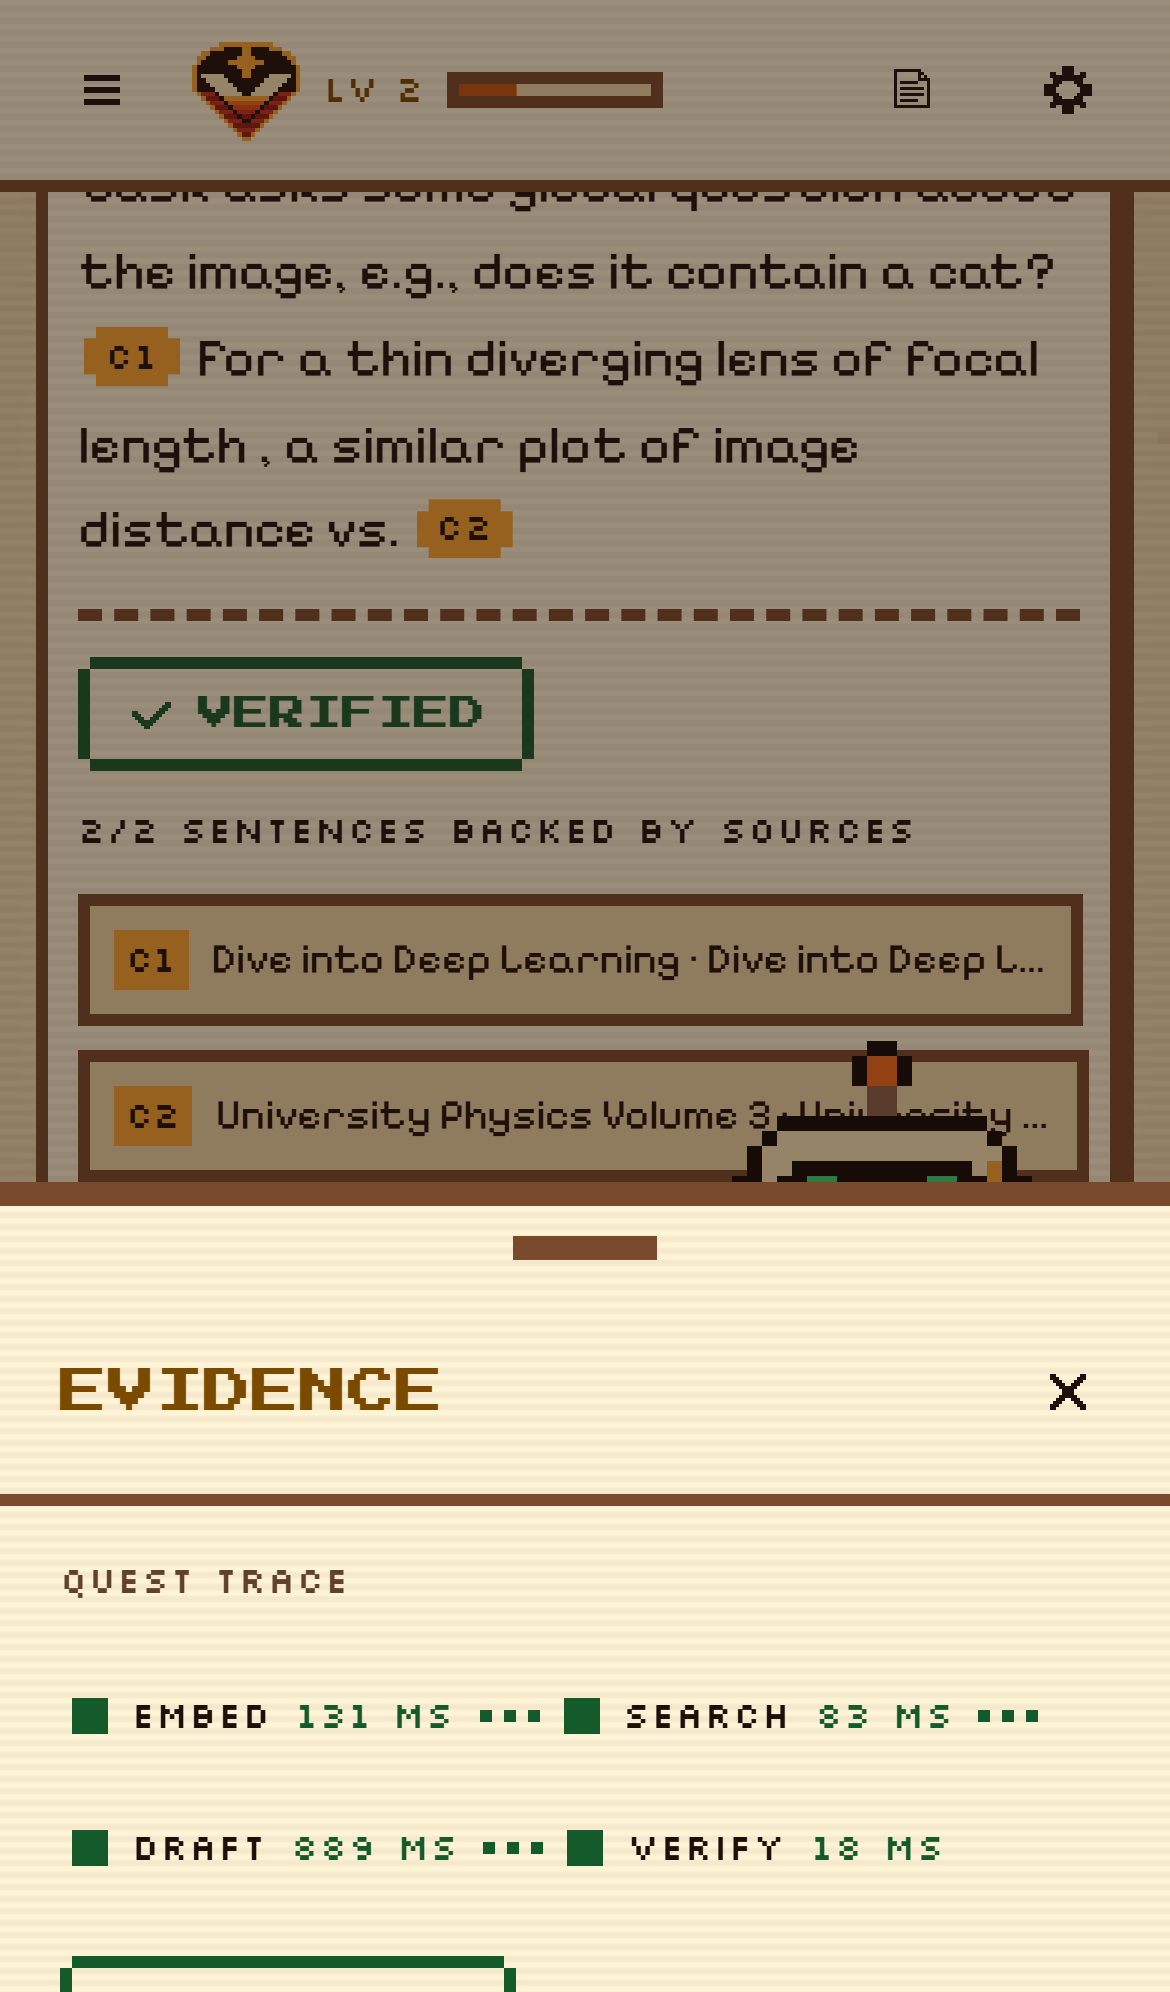 LV 2
the image, e.g., does it contain a cat?
C1 For a thin diverging lens of focal
length , a similar plot of image
distance vs. C2
VERIFIED
2/2 SENTENCES BACKED BY SOURCES
C1 Dive into Deep Learning · Dive into Deep L...
C2 University Physics Volume 3 · University ...
EVIDENCE
QUEST TRACE
EMBED 131 MS SEARCH 83 MS
DRAFT 889 MS VERIFY 18 MS